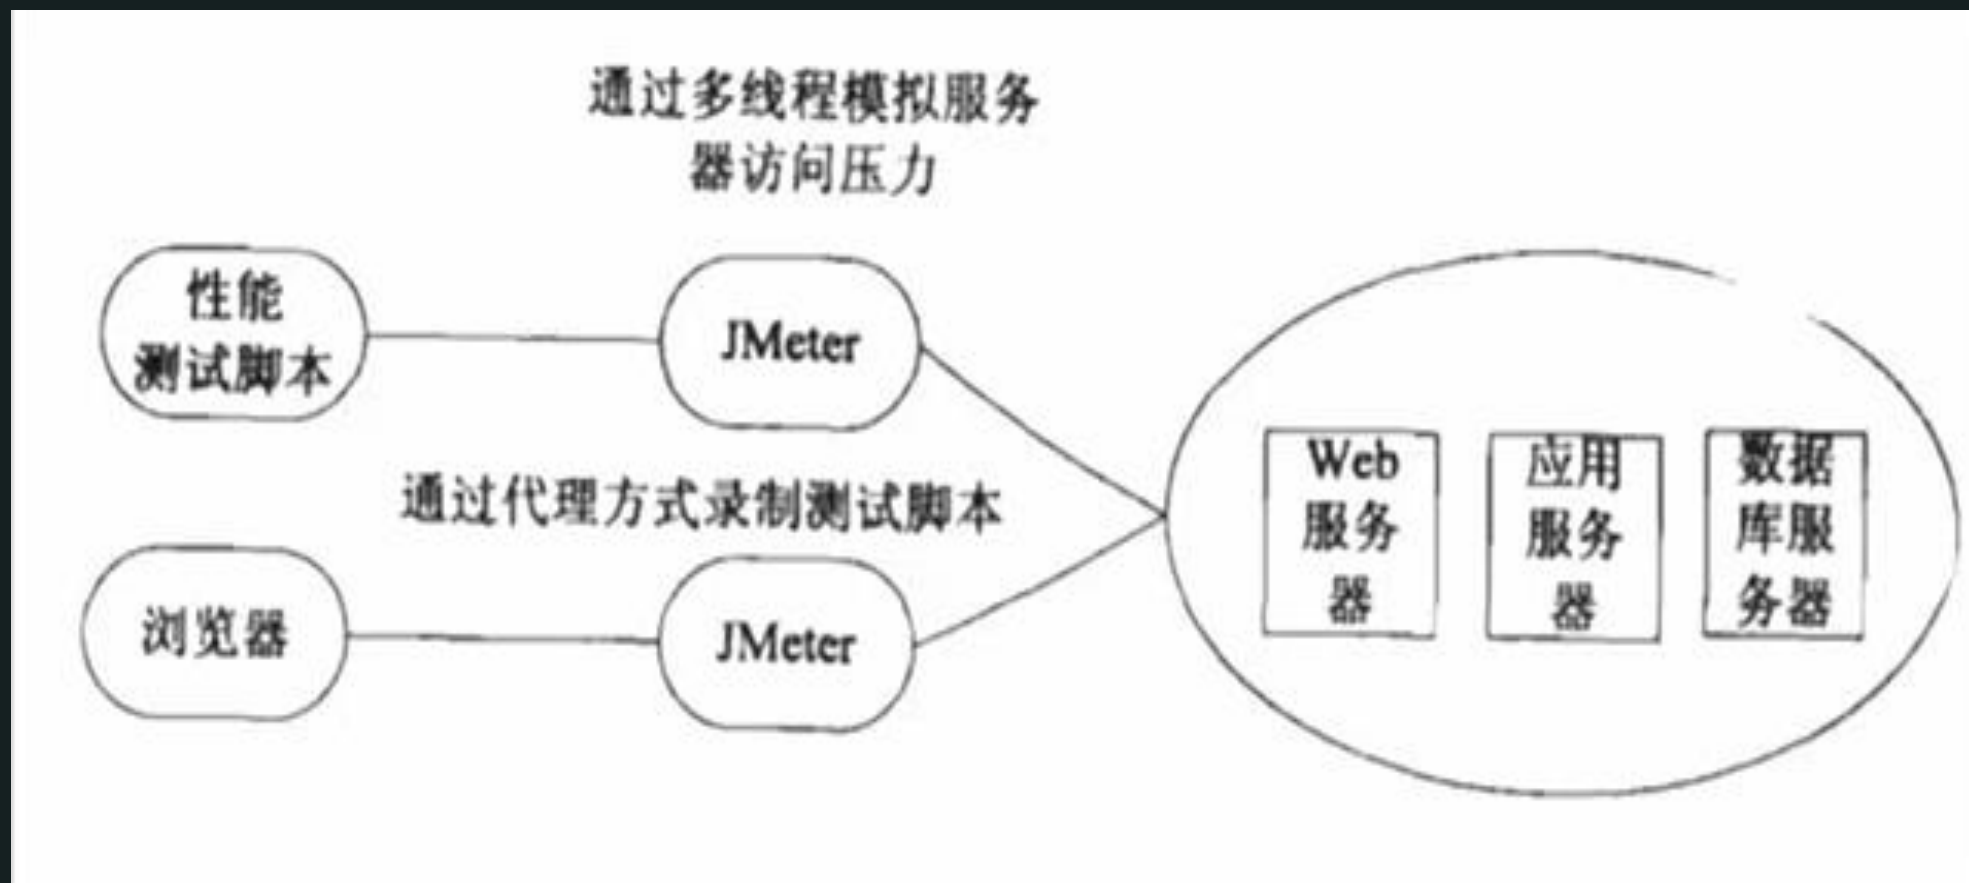 通过多线程模拟服务
器访问压力
性能
测试脚本
JMeter
通过代理方式录制测试脚本
浏览器
JMeter
Web
服务
器
应用
服务
器
数据
库服
务器